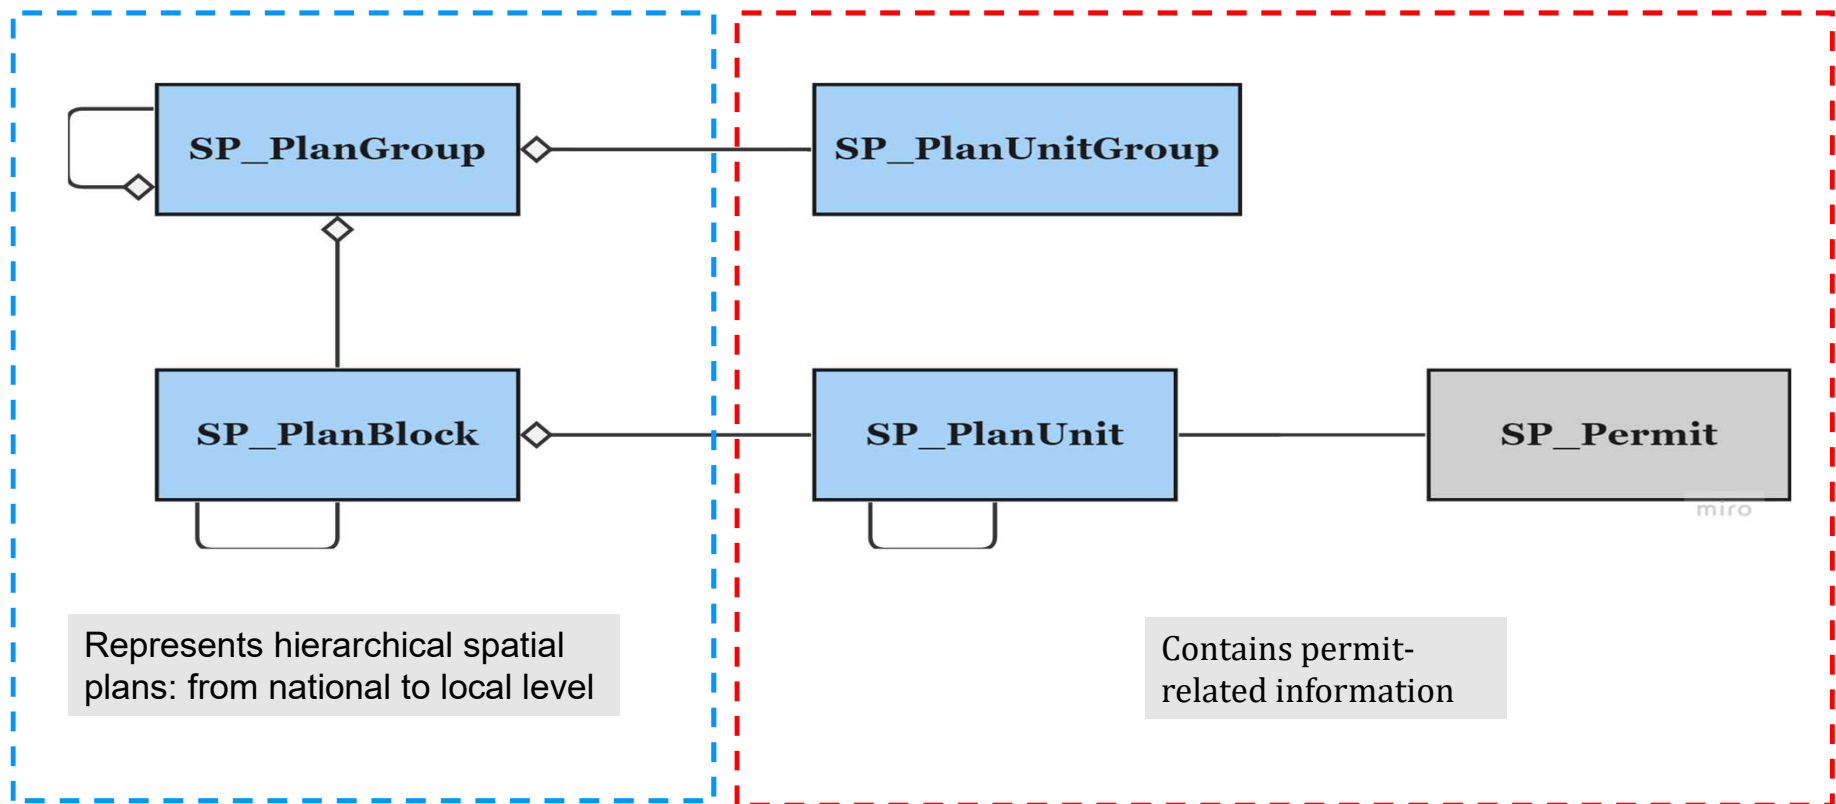 SP_PlanGroup
SP_PlanUnitGroup
SP_PlanBlock
SP_PlanUnit
SP_Permit
miro
Represents hierarchical spatial
plans: from national to local level
Contains permit-
related information